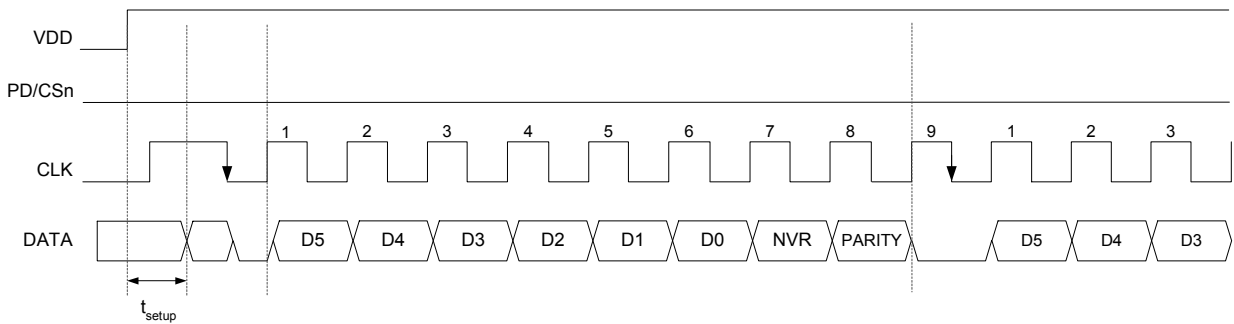 VDD
PD/CSn
1 2 3 4 5 6 7 8 9 1 2 3
CLK
DATA D5 D4 D3 D2 D1 D0 NVR PARITY D5 D4 D3
tsetup